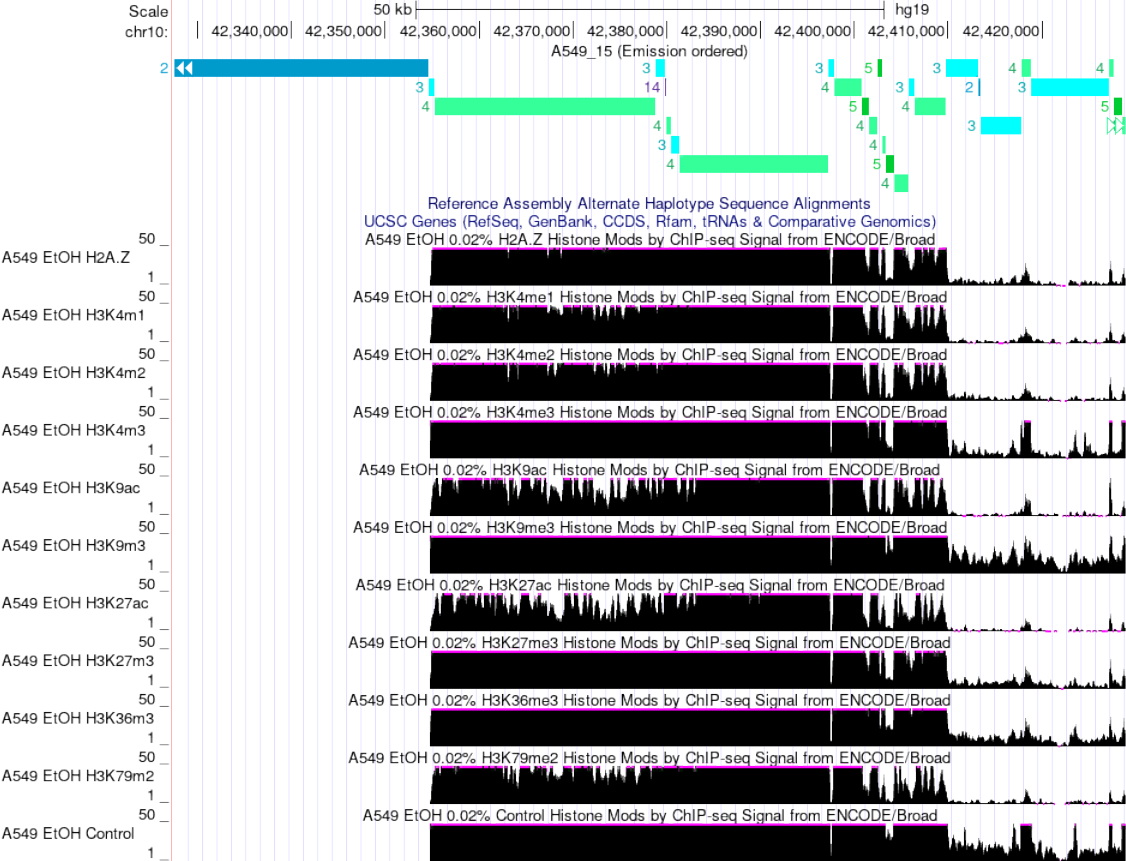 Scale 50 kb hg19
chr10: 42,340,000 42,350,000 42,360,000 42,370,000 42,380,000 42,390,000 42,400,000 42,410,000 42,420,000
A549_15 (Emission ordered)
2 3 3 5 3 4 4
3 14 4 3 2 3
4 5 4 5
4 4 3
3 4
4 5
4
Reference Assembly Alternate Haplotype Sequence Alignments
UCSC Genes (RefSeq, GenBank, CCDS, Rfam, tRNAs & Comparative Genomics)
A549 EtOH 0.02% H2A.Z Histone Mods by ChIP-seq Signal from ENCODE/Broad
50 _
A549 EtOH H2A.Z
1 _
A549 EtOH 0.02% H3K4me1 Histone Mods by ChIP-seq Signal from ENCODE/Broad
50 _
A549 EtOH H3K4m1
1 _
A549 EtOH 0.02% H3K4me2 Histone Mods by ChIP-seq Signal from ENCODE/Broad
50 _
A549 EtOH H3K4m2
1 _
A549 EtOH 0.02% H3K4me3 Histone Mods by ChIP-seq Signal from ENCODE/Broad
50 _
A549 EtOH H3K4m3
1 _
A549 EtOH 0.02% H3K9ac Histone Mods by ChIP-seq Signal from ENCODE/Broad
50 _
A549 EtOH H3K9ac
1 _
A549 EtOH 0.02% H3K9me3 Histone Mods by ChIP-seq Signal from ENCODE/Broad
50 _
A549 EtOH H3K9m3
1 _
A549 EtOH 0.02% H3K27ac Histone Mods by ChIP-seq Signal from ENCODE/Broad
50 _
A549 EtOH H3K27ac
1 _
A549 EtOH 0.02% H3K27me3 Histone Mods by ChIP-seq Signal from ENCODE/Broad
50 _
A549 EtOH H3K27m3
1 _
A549 EtOH 0.02% H3K36me3 Histone Mods by ChIP-seq Signal from ENCODE/Broad
50 _
A549 EtOH H3K36m3
1 _
A549 EtOH 0.02% H3K79me2 Histone Mods by ChIP-seq Signal from ENCODE/Broad
50 _
A549 EtOH H3K79m2
1 _
A549 EtOH 0.02% Control Histone Mods by ChIP-seq Signal from ENCODE/Broad
50 _
A549 EtOH Control
1 _